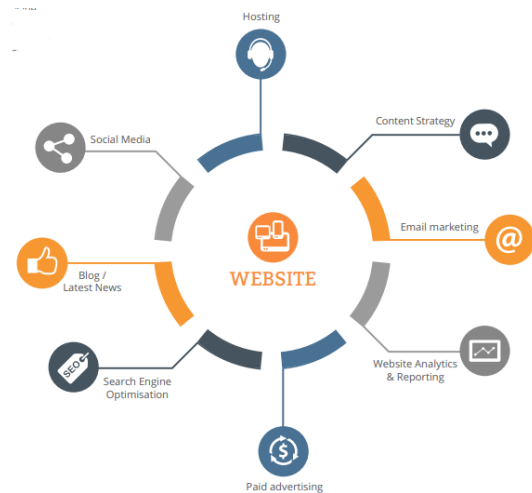 Hosting
Content Strategy
Social Media
Email marketing
@
WEBSITE
Blog /
Latest News
Website Analytics
& Reporting
SEO
Search Engine
Optimisation
$
Paid advertising